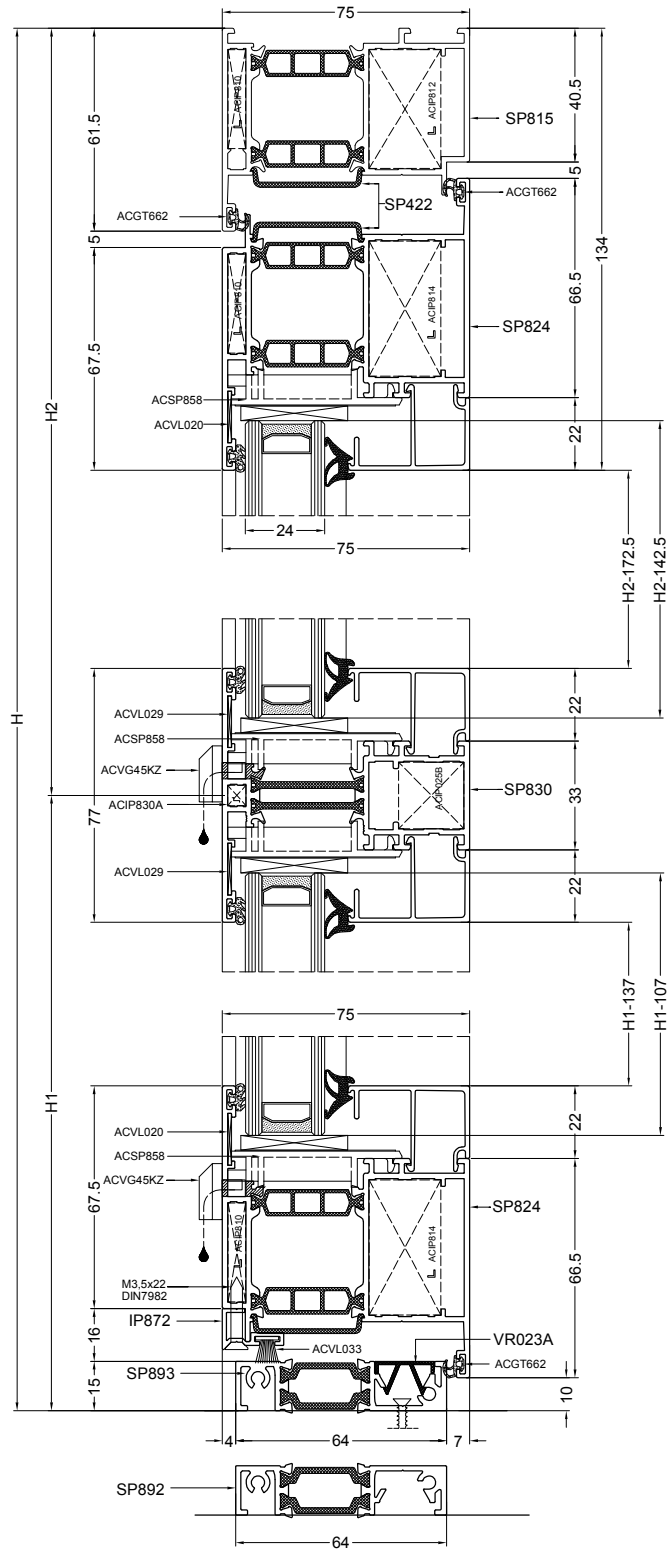 75
61.5
ACIP810
ACIP812
40.5
SP815
5
ACGT662
SP422
ACGT662
5
134
67.5
ACIP810
ACIP814
66.5
SP824
H2
ACSP858
ACVL020
22
24
75
H2-172.5
H2-142.5
H
77
ACVL029
ACSP858
ACVG45KZ
ACIP830A
ACVL029
22
ACIP025B
33
SP830
22
H1-137
H1-107
75
H1
67.5
ACVL020
ACSP858
ACVG45KZ
ACIP810
M3,5x22
DIN7982
22
ACIP814
SP824
66.5
IP872
16
ACVL033
VR023A
ACGT662
SP893
15
10
4
64
7
SP892
64